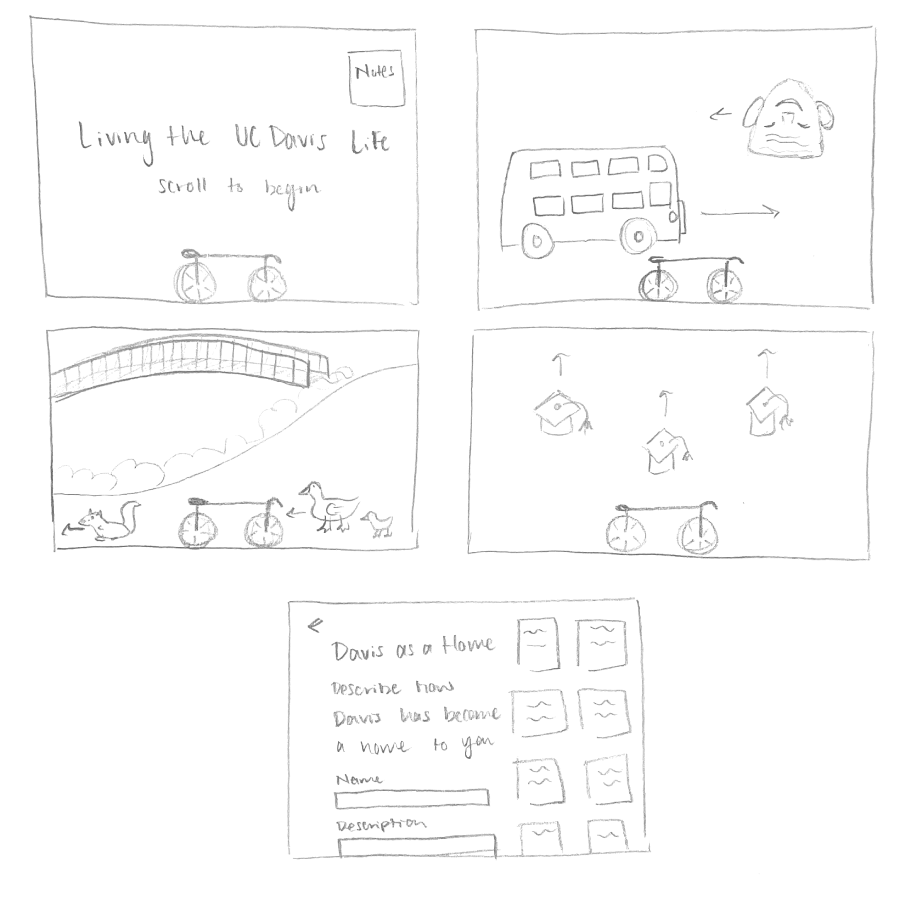 Notes
Living the UC Davis Life
scroll to begin
Davis as a Home
Describe how
Davis has become
a home to you
Name
Description